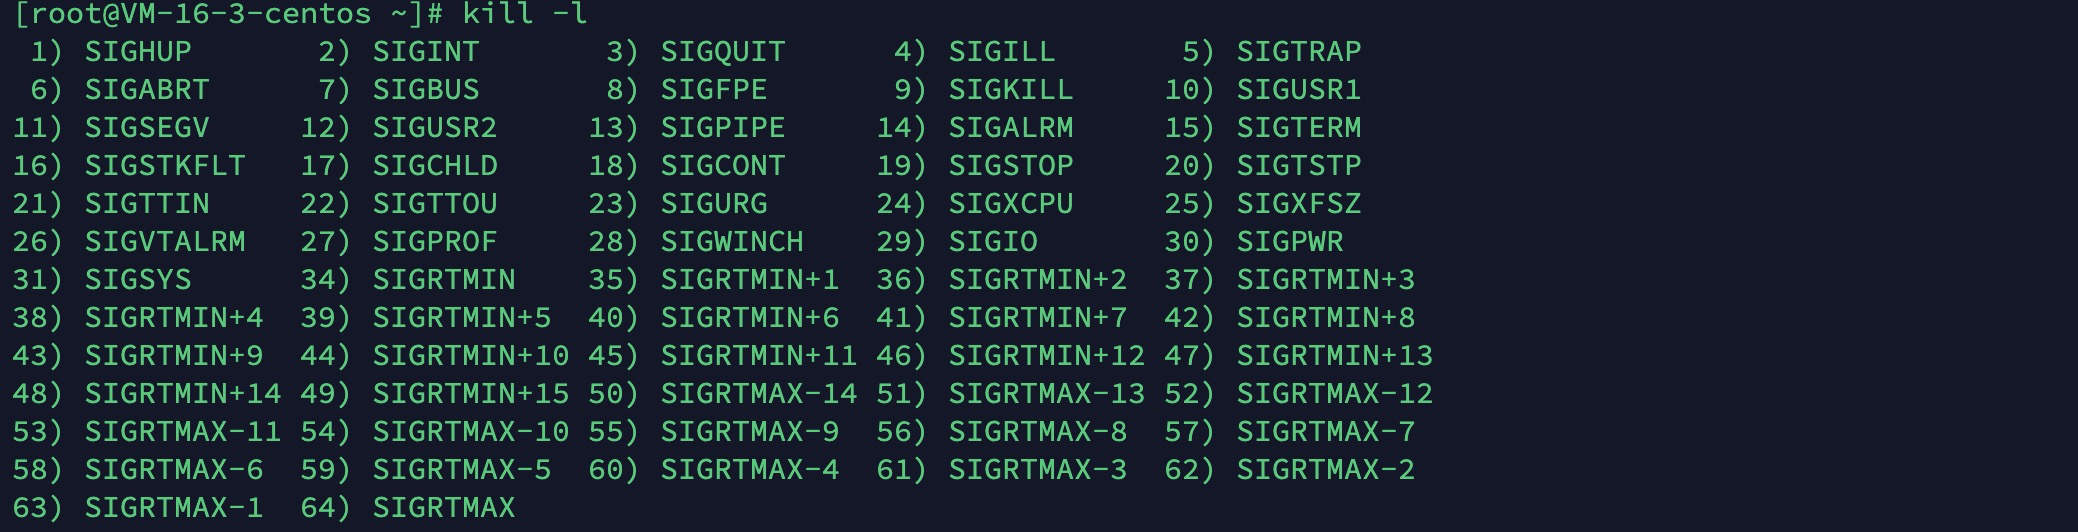 [root@VM-16-3-centos ~]# kill -l
 1) SIGHUP       2) SIGINT       3) SIGQUIT      4) SIGILL       5) SIGTRAP
 6) SIGABRT      7) SIGBUS       8) SIGFPE       9) SIGKILL     10) SIGUSR1
11) SIGSEGV     12) SIGUSR2     13) SIGPIPE     14) SIGALRM     15) SIGTERM
16) SIGSTKFLT   17) SIGCHLD     18) SIGCONT     19) SIGSTOP     20) SIGTSTP
21) SIGTTIN     22) SIGTTOU     23) SIGURG      24) SIGXCPU     25) SIGXFSZ
26) SIGVTALRM   27) SIGPROF     28) SIGWINCH    29) SIGIO       30) SIGPWR
31) SIGSYS      34) SIGRTMIN    35) SIGRTMIN+1  36) SIGRTMIN+2  37) SIGRTMIN+3
38) SIGRTMIN+4  39) SIGRTMIN+5  40) SIGRTMIN+6  41) SIGRTMIN+7  42) SIGRTMIN+8
43) SIGRTMIN+9  44) SIGRTMIN+10 45) SIGRTMIN+11 46) SIGRTMIN+12 47) SIGRTMIN+13
48) SIGRTMIN+14 49) SIGRTMIN+15 50) SIGRTMAX-14 51) SIGRTMAX-13 52) SIGRTMAX-12
53) SIGRTMAX-11 54) SIGRTMAX-10 55) SIGRTMAX-9  56) SIGRTMAX-8  57) SIGRTMAX-7
58) SIGRTMAX-6  59) SIGRTMAX-5  60) SIGRTMAX-4  61) SIGRTMAX-3  62) SIGRTMAX-2
63) SIGRTMAX-1  64) SIGRTMAX